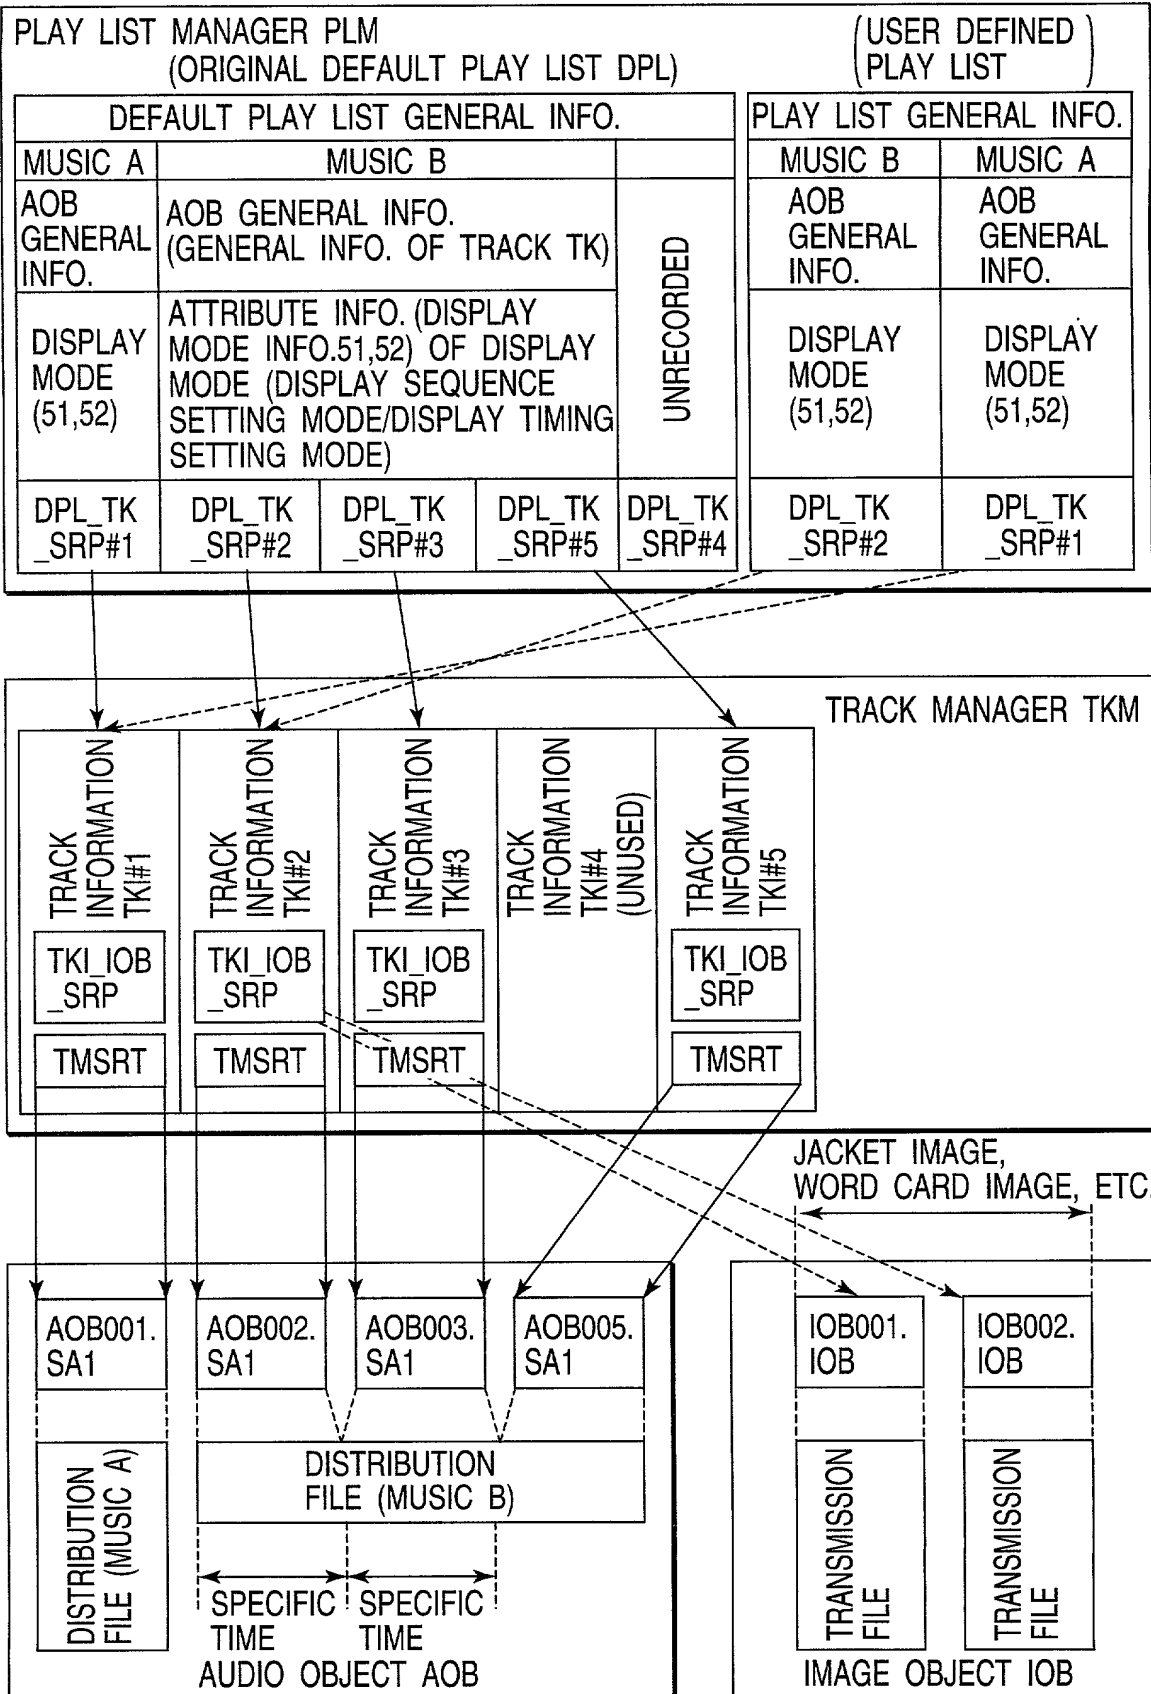 PLAY LIST MANAGER PLM
(ORIGINAL DEFAULT PLAY LIST DPL)
(USER DEFINED
PLAY LIST)
DEFAULT PLAY LIST GENERAL INFO.
PLAY LIST GENERAL INFO.
MUSIC A
MUSIC B
MUSIC B
MUSIC A
AOB
GENERAL
INFO.
AOB GENERAL INFO.
(GENERAL INFO. OF TRACK TK)
UNRECORDED
AOB
GENERAL
INFO.
AOB
GENERAL
INFO.
DISPLAY
MODE
(51,52)
ATTRIBUTE INFO. (DISPLAY
MODE INFO.51,52) OF DISPLAY
MODE (DISPLAY SEQUENCE
SETTING MODE/DISPLAY TIMING
SETTING MODE)
DISPLAY
MODE
(51,52)
DISPLAY
MODE
(51,52)
DPL_TK
_SRP#1
DPL_TK
_SRP#2
DPL_TK
_SRP#3
DPL_TK
_SRP#5
DPL_TK
_SRP#4
DPL_TK
_SRP#2
DPL_TK
_SRP#1
TRACK MANAGER TKM
TRACK
INFORMATION
TKI#1
TRACK
INFORMATION
TKI#2
TRACK
INFORMATION
TKI#3
TRACK
INFORMATION
TKI#4
(UNUSED)
TRACK
INFORMATION
TKI#5
TKI_IOB
_SRP
TKI_IOB
_SRP
TKI_IOB
_SRP
TKI_IOB
_SRP
TMSRT
TMSRT
TMSRT
TMSRT
JACKET IMAGE,
WORD CARD IMAGE, ETC.
AOB001.
SA1
AOB002.
SA1
AOB003.
SA1
AOB005.
SA1
IOB001.
IOB
IOB002.
IOB
DISTRIBUTION
FILE (MUSIC A)
DISTRIBUTION
FILE (MUSIC B)
TRANSMISSION
FILE
TRANSMISSION
FILE
SPECIFIC
TIME
SPECIFIC
TIME
AUDIO OBJECT AOB
IMAGE OBJECT IOB